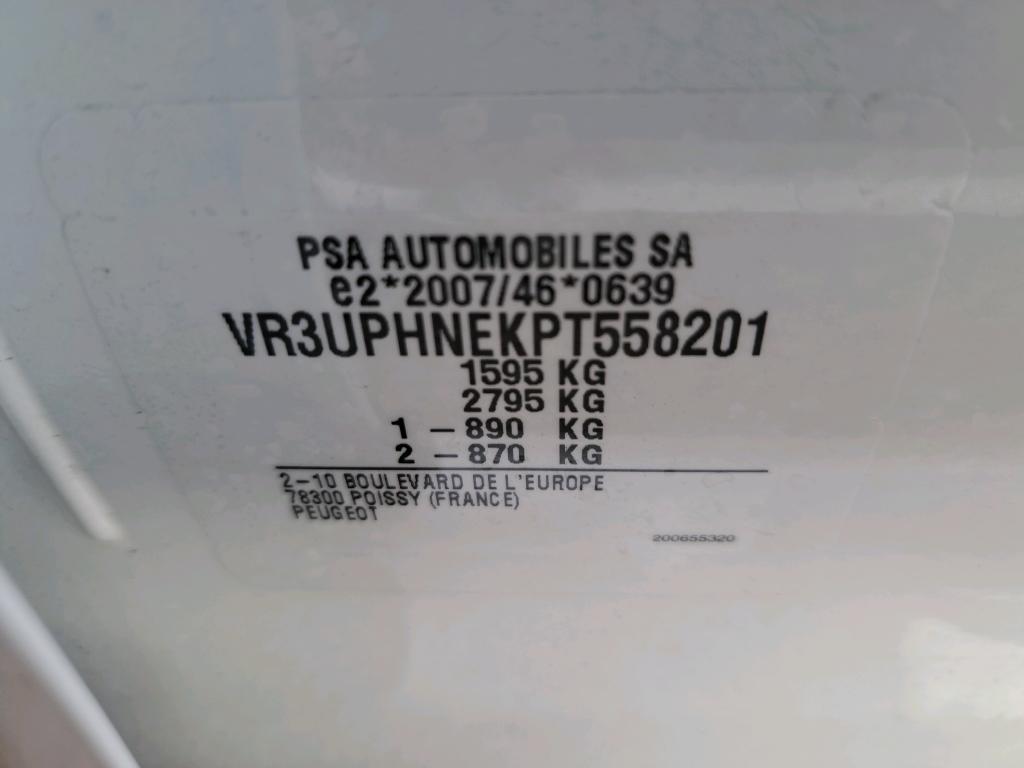 PSA AUTOMOBILES SA
e2*2007/46*0639
VR3UPHNEKPT558201
1595 KG
2795 KG
1 -890 KG
2 -870 KG
2-10 BOULEVARD DE L'EUROPE
78300 POISSY (FRANCE)
PEUGEOT
200655320